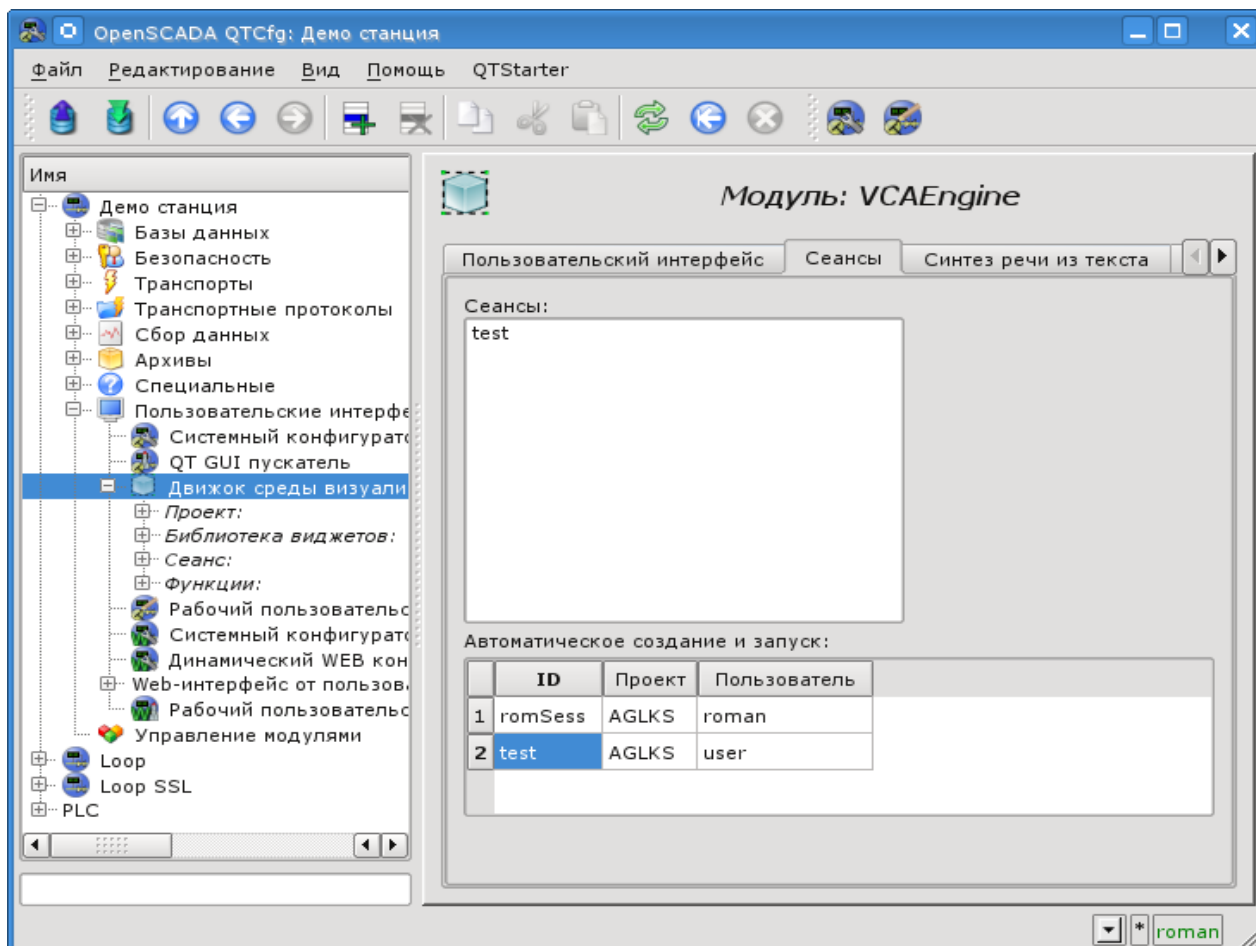 OpenSCADA QTCfg: Демо станция
Файл Редактирование Вид Помощь QTStarter
Имя
Демо станция
Базы данных
Безопасность
Транспорты
Транспортные протоколы
Сбор данных
Архивы
Специальные
Пользовательские интерфе
Системный конфигурато
QT GUI пускатель
Движок среды визуали
Проект:
Библиотека виджетов:
Сеанс:
Функции:
Рабочий пользовательс
Системный конфигурато
Динамический WEB кон
Web-интерфейс от пользов
Рабочий пользовательс
Управление модулями
Loop
Loop SSL
PLC
Модуль: VCAEngine
Пользовательский интерфейс Сеансы Синтез речи из текста
Сеансы:
test
Автоматическое создание и запуск:
ID Проект Пользователь
1 romSess AGLKS roman
2 test AGLKS user
* roman